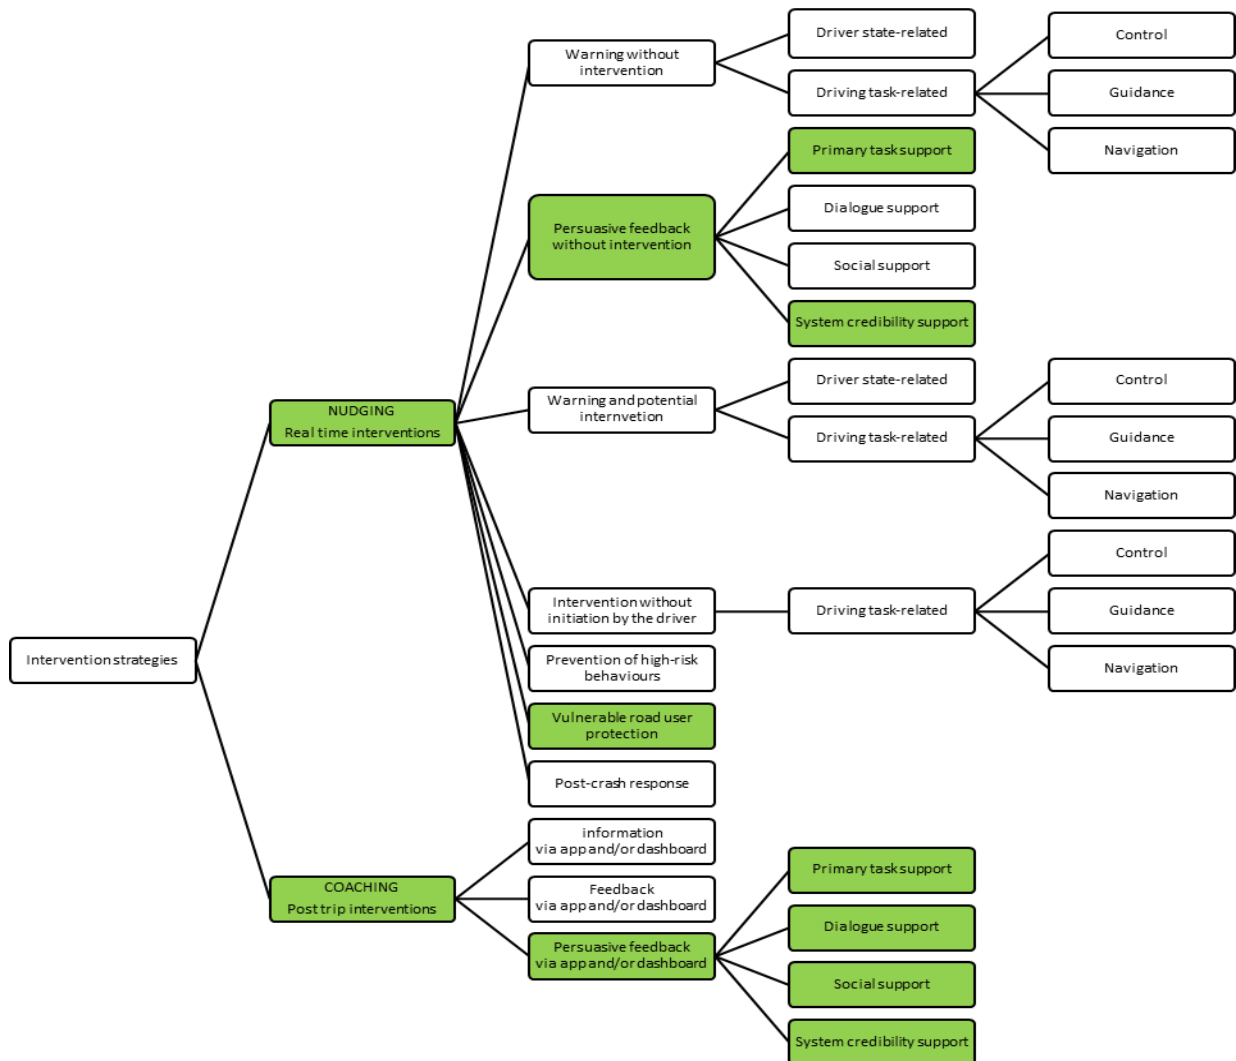 Intervention strategies
NUDGING
Real time interventions
Warning without
intervention
Driver state-related
Driving task-related
Control
Guidance
Navigation
Persuasive feedback
without intervention
Primary task support
Dialogue support
Social support
System credibility support
Warning and potential
internvetion
Driver state-related
Driving task-related
Control
Guidance
Navigation
Intervention without
initiation by the driver
Driving task-related
Control
Guidance
Navigation
Prevention of high-risk
behaviours
Vulnerable road user
protection
Post-crash response
COACHING
Post trip interventions
information
via app and/or dashboard
Feedback
via app and/or dashboard
Persuasive feedback
via app and/or dashboard
Primary task support
Dialogue support
Social support
System credibility support